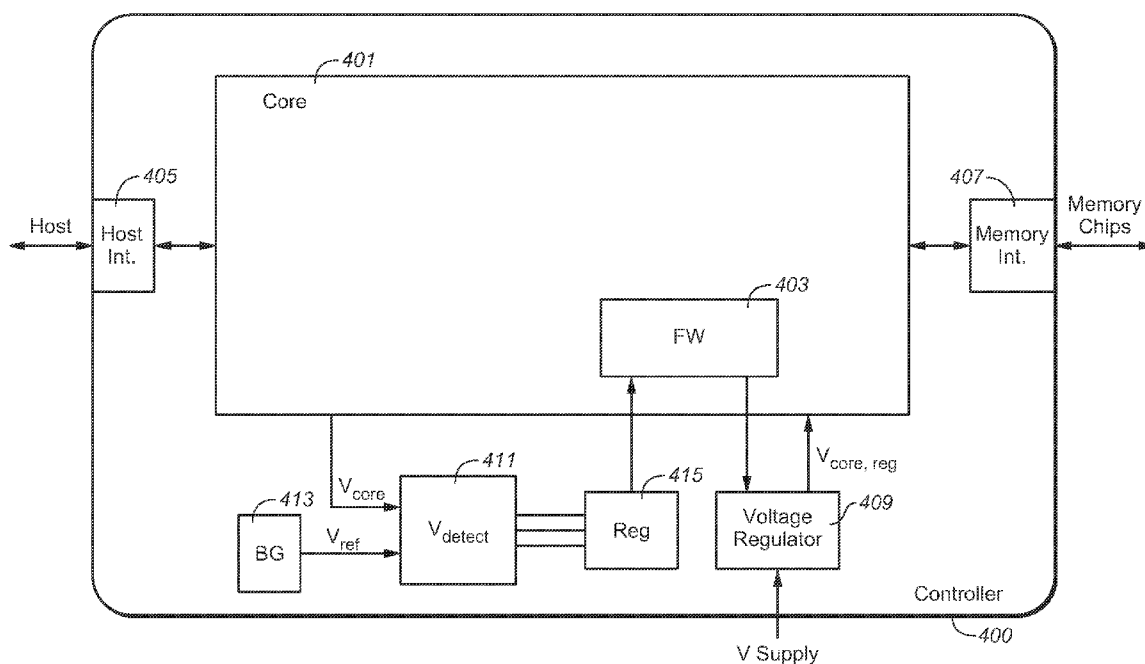 401
Core
405
407
Host
Host
Int.
Memory
Int.
Memory
Chips
403
FW
411
415
V_core, reg
413
V_core
409
BG
V_ref
V_detect
Reg
Voltage
Regulator
Controller
400
V Supply